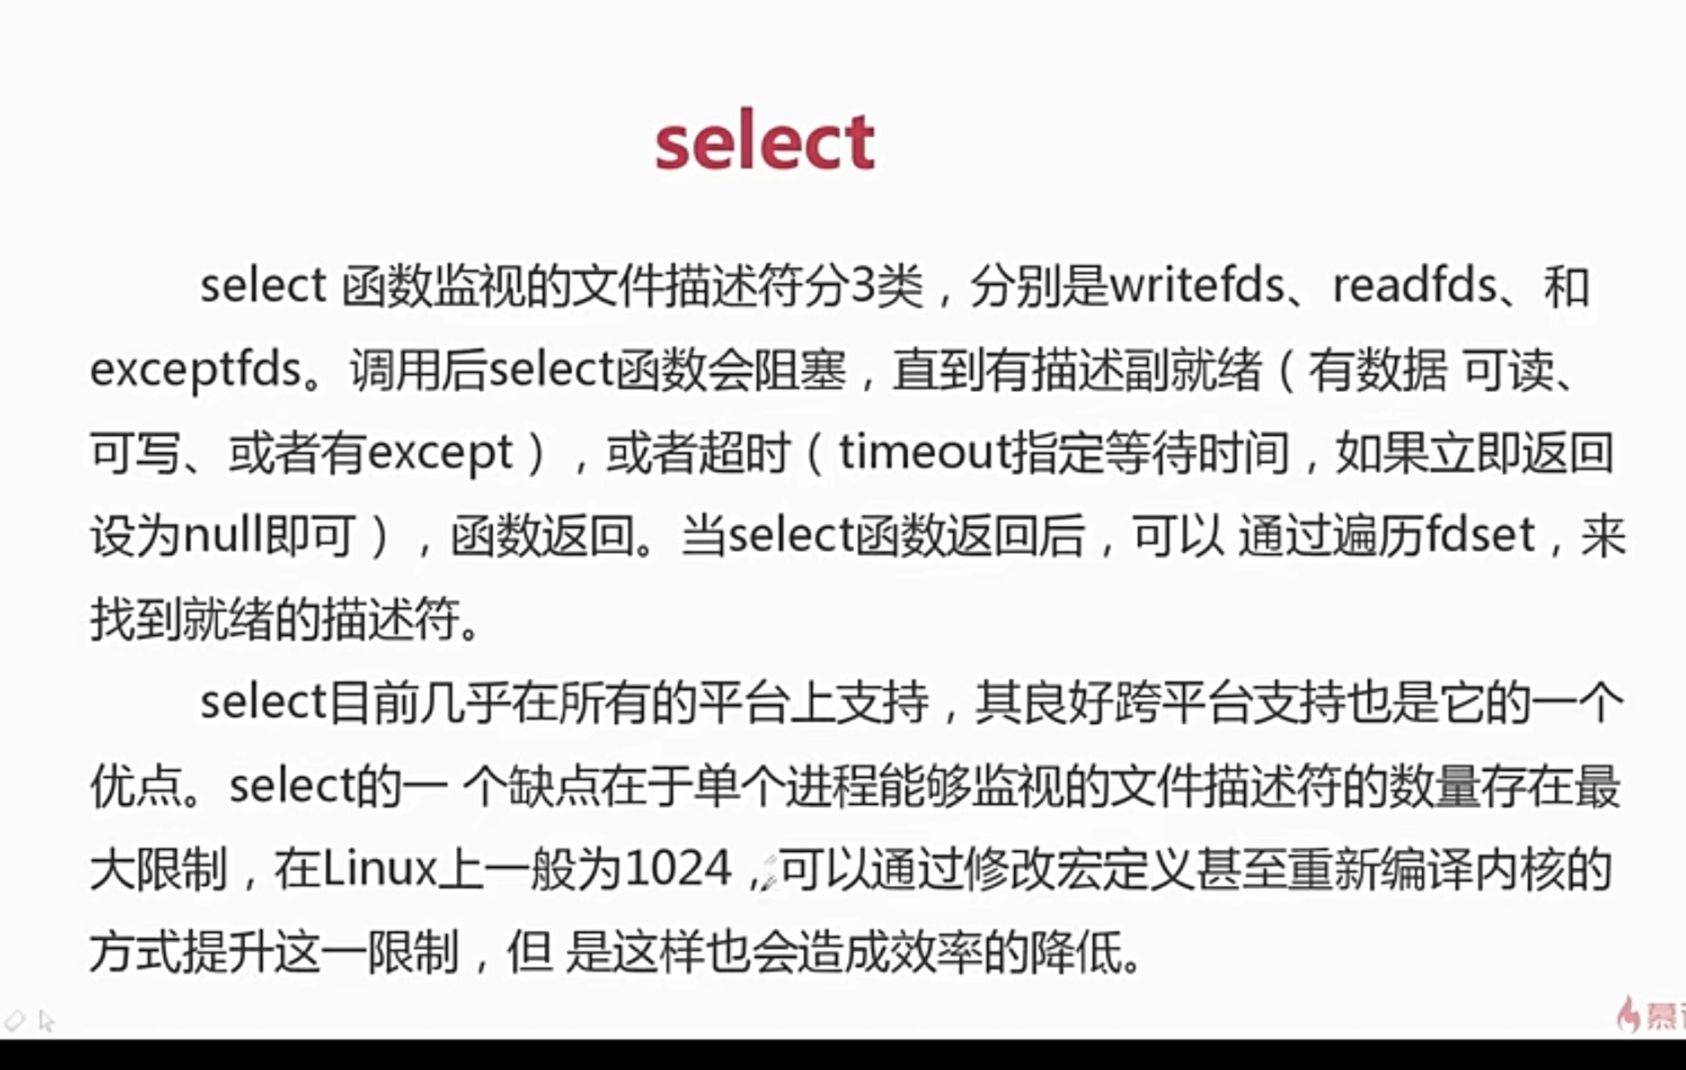 select
select 函数监视的文件描述符分3类，分别是writefds、readfds、和
exceptfds。调用后select函数会阻塞，直到有描述副就绪（有数据 可读、
可写、或者有except），或者超时（timeout指定等待时间，如果立即返回
设为null即可），函数返回。当select函数返回后，可以 通过遍历fdset，来
找到就绪的描述符。
select目前几乎在所有的平台上支持，其良好跨平台支持也是它的一个
优点。select的一 个缺点在于单个进程能够监视的文件描述符的数量存在最
大限制，在Linux上一般为1024，可以通过修改宏定义甚至重新编译内核的
方式提升这一限制，但 是这样也会造成效率的降低。
慕